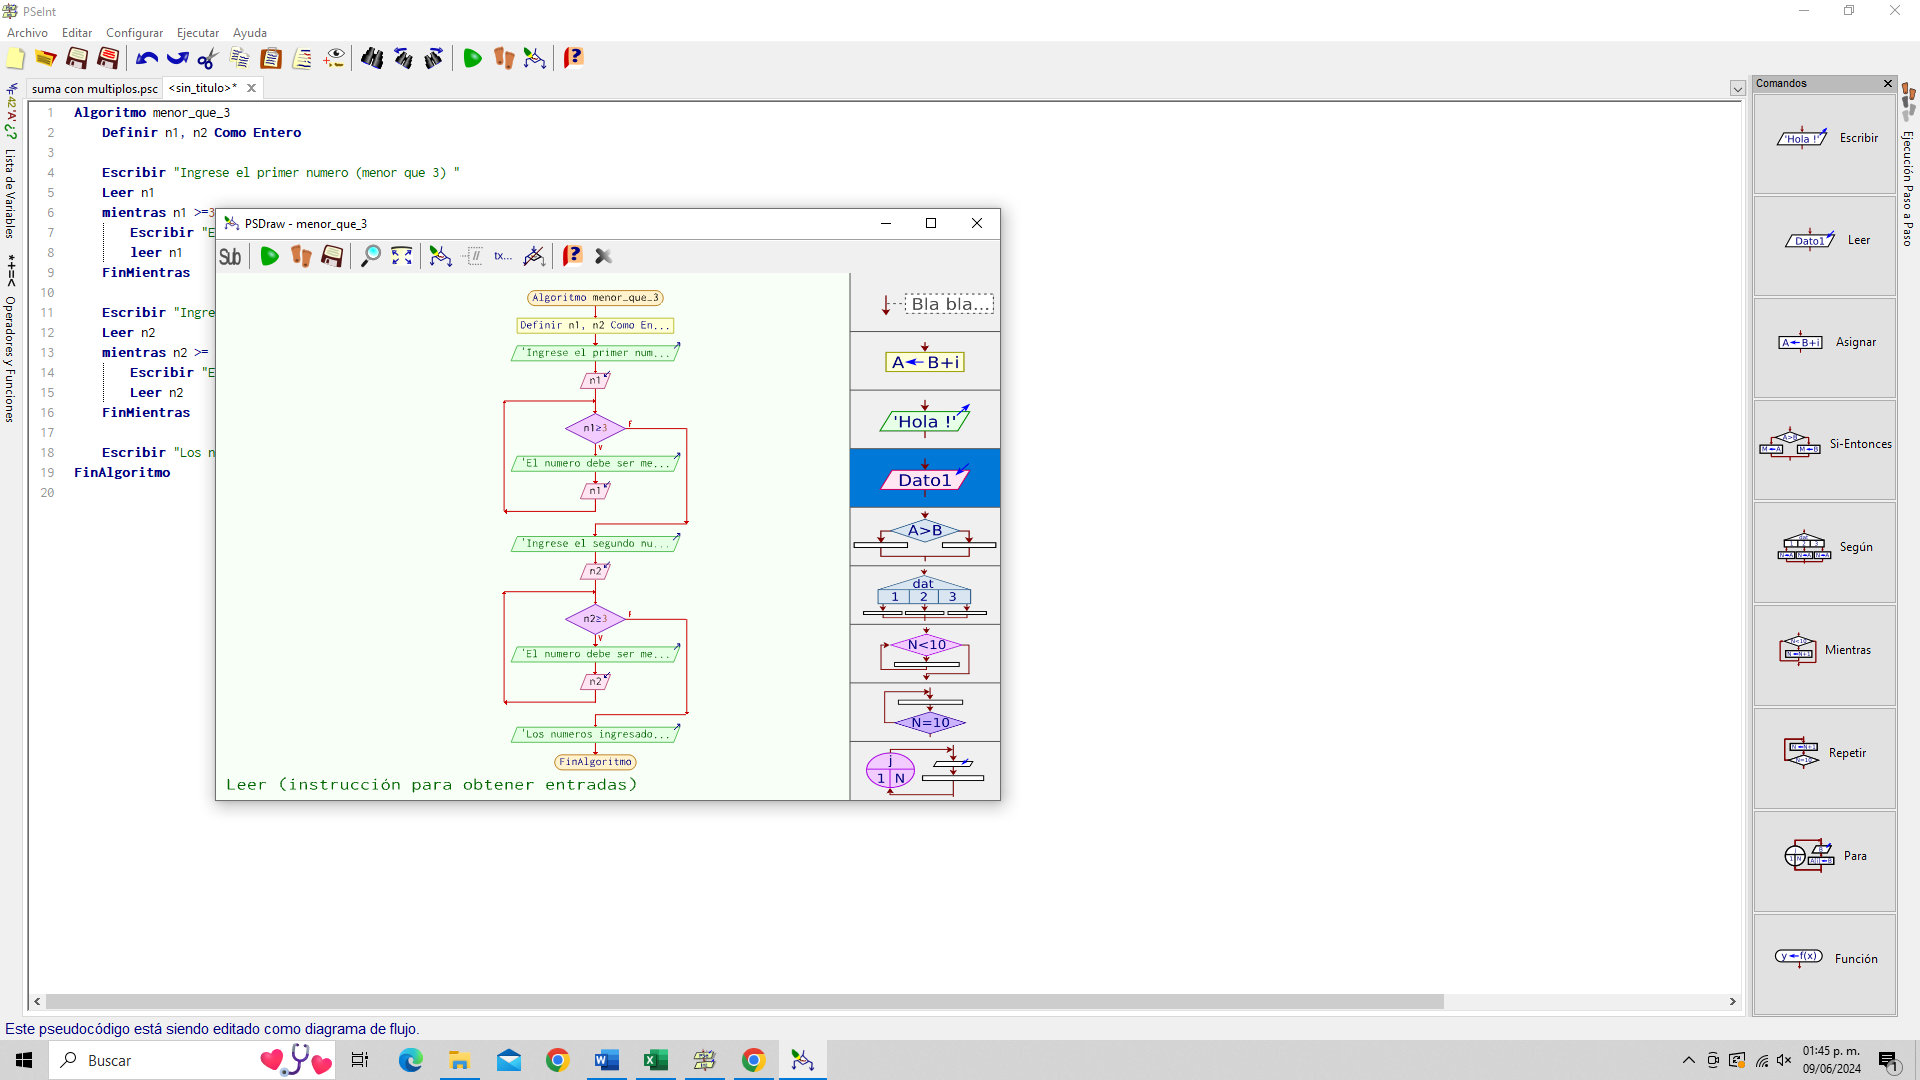 PSeInt
Archivo Editar Configurar Ejecutar Ayuda
suma con multiplos.psc <sin_titulo>*
1 Algoritmo menor_que_3
2 Definir n1, n2 Como Entero
3
4 Escribir "Ingrese el primer numero (menor que 3) "
5 Leer n1
6 mientras n1 >=3
7 Escribir "E
8 leer n1
9 FinMientras
10
11 Escribir "Ingre
12 Leer n2
13 mientras n2 >=
14 Escribir "E
15 Leer n2
16 FinMientras
17
18 Escribir "Los n
19 FinAlgoritmo
20
Lista de Variables
Operadores y Funciones
PSDraw - menor_que_3
Sub
tx...
Algoritmo menor_que_3
Definir n1, n2 Como En...
'Ingrese el primer num...
n1
n1≥3
F
V
'El numero debe ser me...
n1
'Ingrese el segundo nu...
n2
n2≥3
F
V
'El numero debe ser me...
n2
'Los numeros ingresado...
FinAlgoritmo
Leer (instrucción para obtener entradas)
Bla bla...
A B+i
'Hola !'
Dato1
A>B
dat
1 2 3
N<10
N=10
j
1 N
Comandos
'Hola !' Escribir
Dato1 Leer
A B+i Asignar
A>B Si-Entonces
Según
Mientras
Repetir
Para
y f(x) Función
Ejecución Paso a Paso
Este pseudocódigo está siendo editado como diagrama de flujo.
Buscar
01:45 p. m.
09/06/2024
1